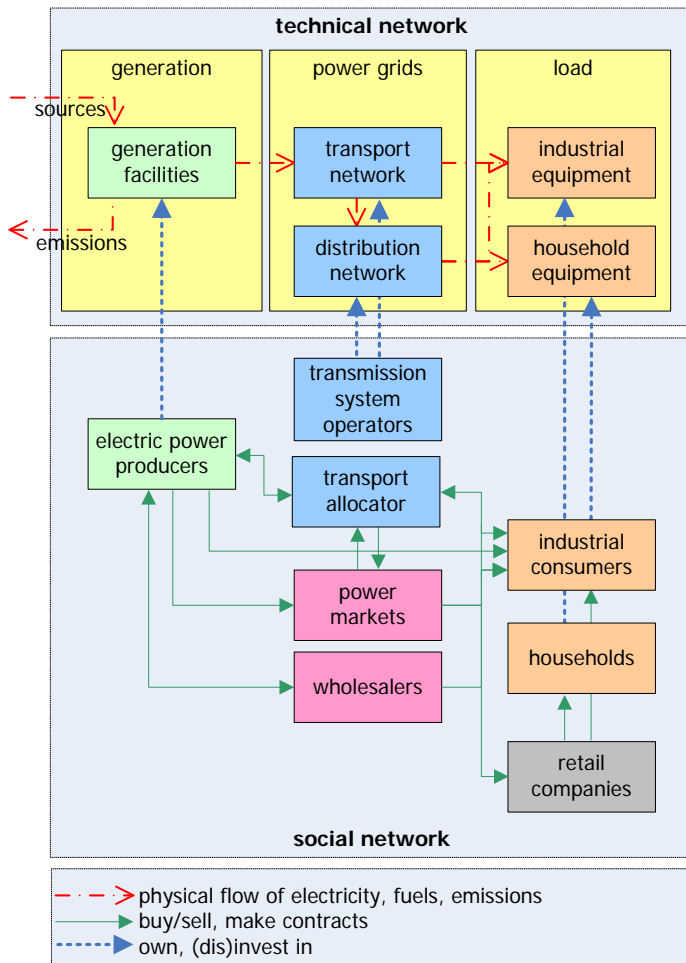 technical network
generation
power grids
load
sources
generation
facilities
transport
network
industrial
equipment
emissions
distribution
network
household
equipment
transmission
system
operators
electric power
producers
transport
allocator
industrial
consumers
power
markets
households
wholesalers
retail
companies
social network
physical flow of electricity, fuels, emissions
buy/sell, make contracts
own, (dis)invest in